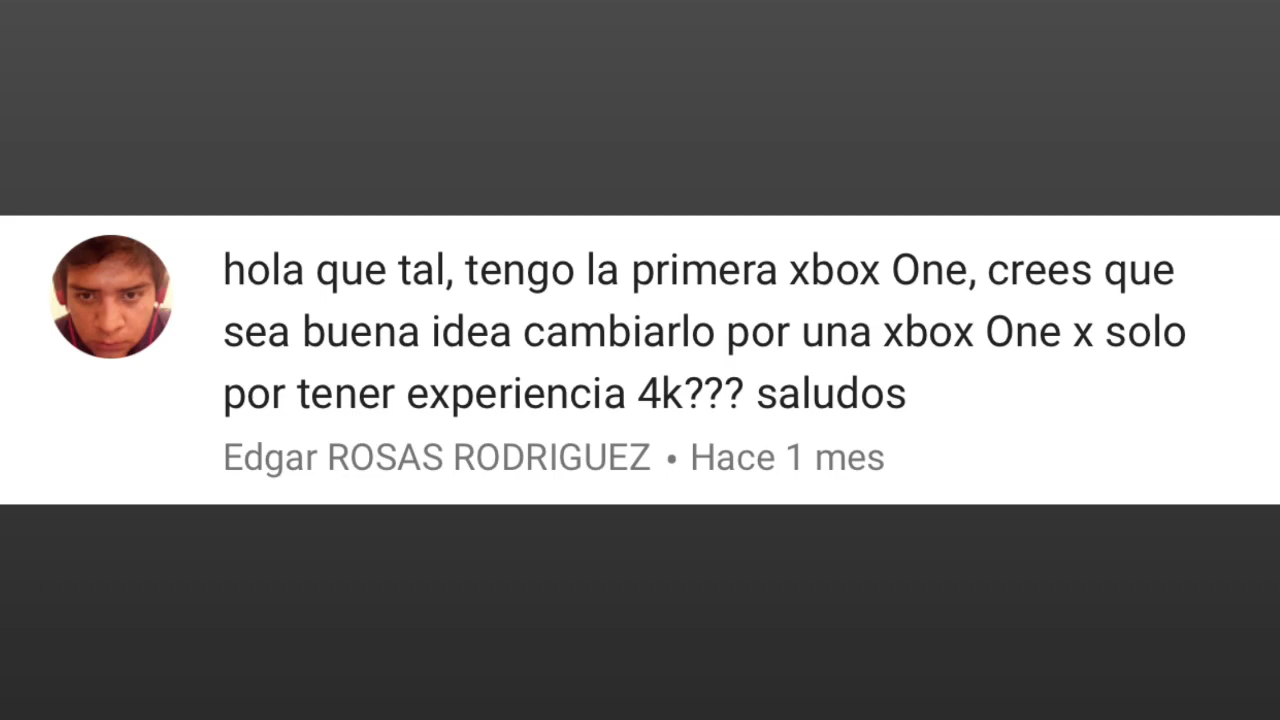 hola que tal, tengo la primera xbox One, crees que
sea buena idea cambiarlo por una xbox One x solo
por tener experiencia 4k??? saludos
Edgar ROSAS RODRIGUEZ • Hace 1 mes